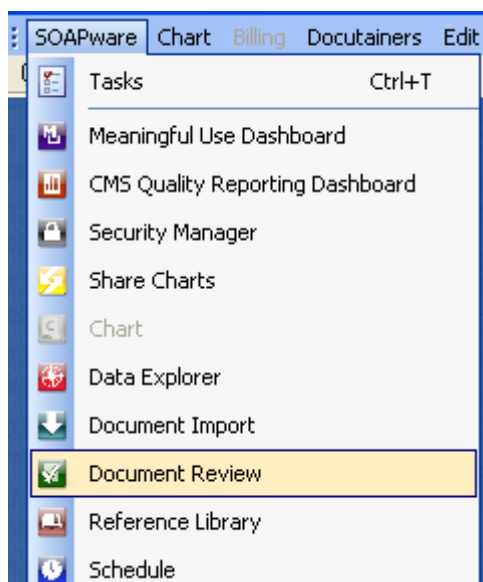 SOAPware Chart Billing Docutainers Edit
Tasks Ctrl+T
Meaningful Use Dashboard
CMS Quality Reporting Dashboard
Security Manager
Share Charts
Chart
Data Explorer
Document Import
Document Review
Reference Library
Schedule